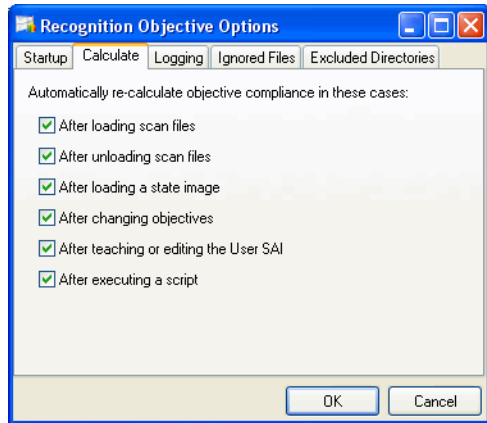 Recognition Objective Options
Startup Calculate Logging Ignored Files Excluded Directories
Automatically re-calculate objective compliance in these cases:
After loading scan files
After unloading scan files
After loading a state image
After changing objectives
After teaching or editing the User SAI
After executing a script
OK Cancel